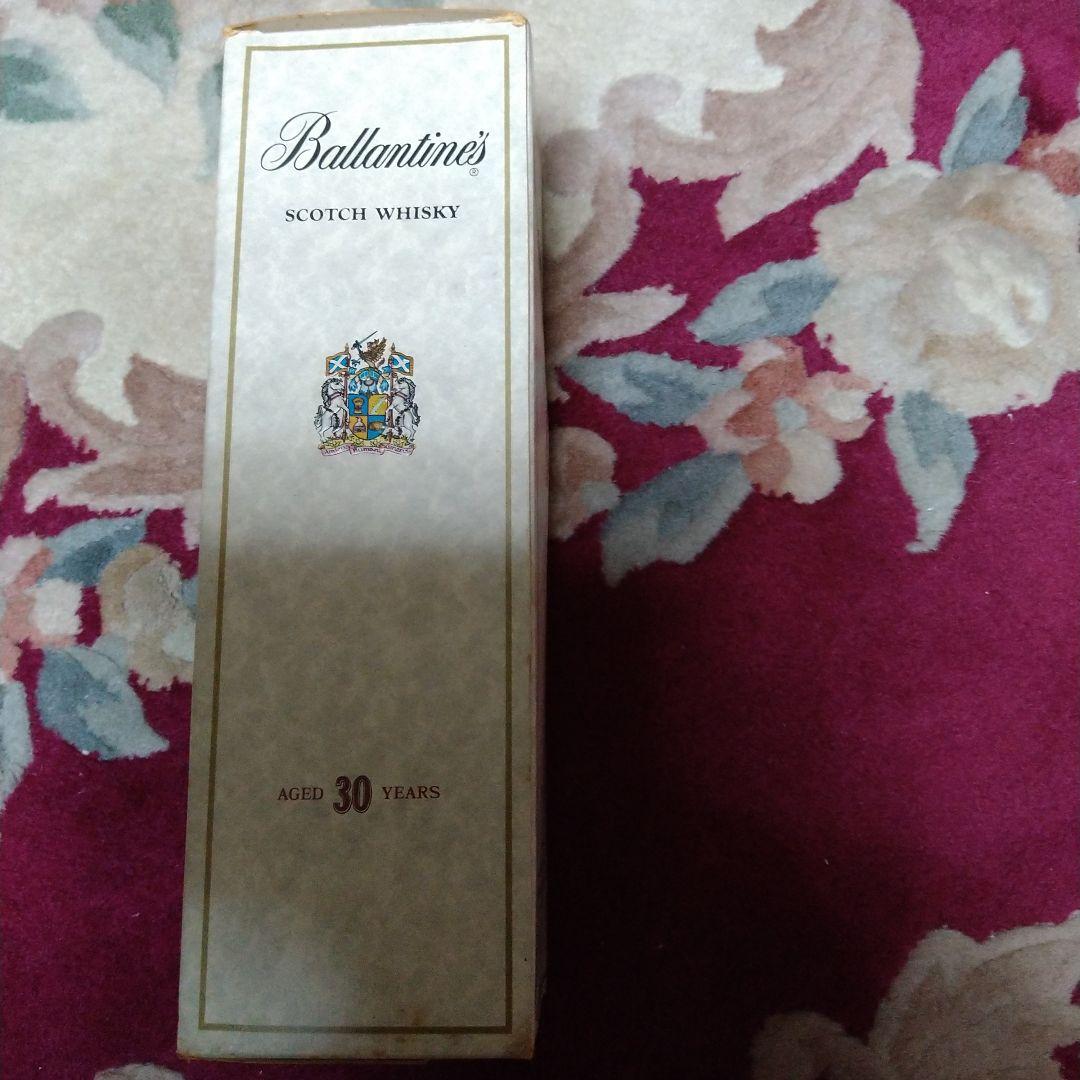 Ballantine's
®
SCOTCH WHISKY
AGED 30 YEARS